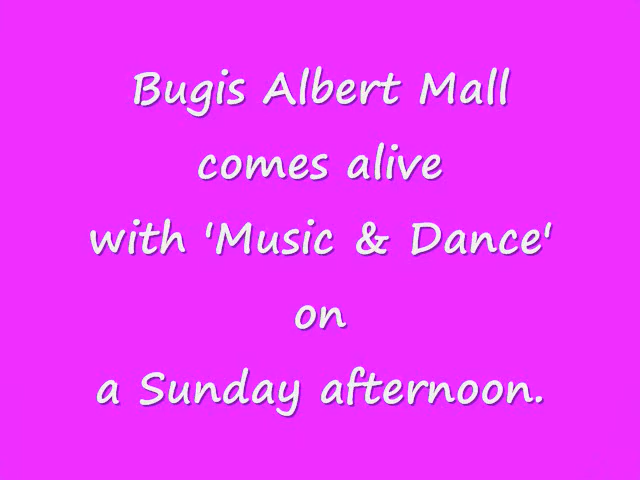 Bugis Albert Mall
comes alive
with 'Music & Dance'
on
a Sunday afternoon.